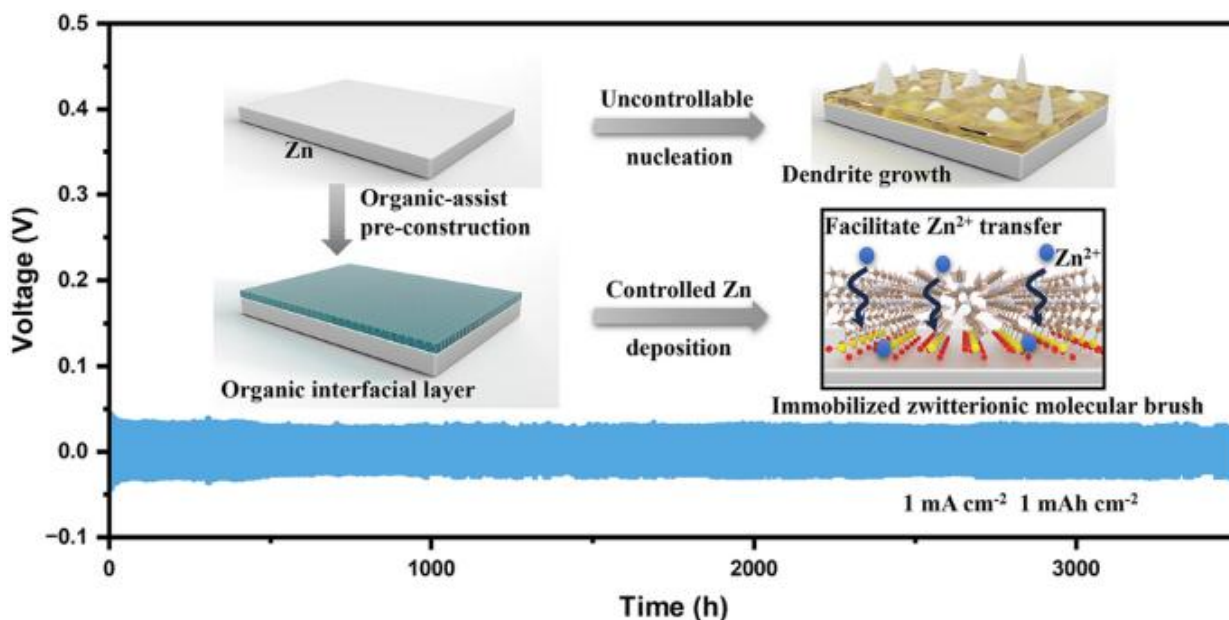 0.5
0.4
0.3
0.2
0.1
0.0
−0.1
Voltage (V)
Zn
Uncontrollable
nucleation
Dendrite growth
Organic-assist
pre-construction
Facilitate Zn²⁺ transfer
Zn²⁺
Controlled Zn
deposition
Organic interfacial layer
Immobilized zwitterionic molecular brush
1 mA cm⁻² 1 mAh cm⁻²
0 1000 2000 3000
Time (h)